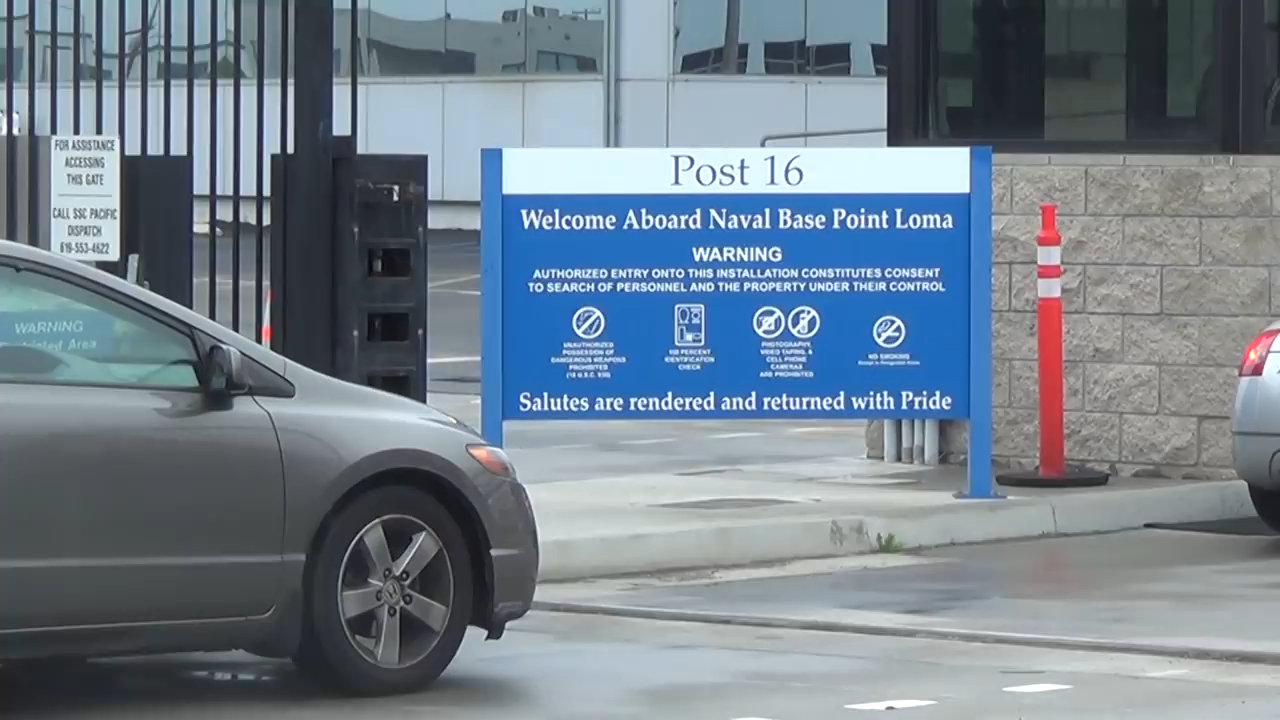 FOR ASSISTANCE
ACCESSING
THIS GATE
CALL SSC PACIFIC
DISPATCH
619-553-4622
WARNING
Area
Post 16
Welcome Aboard Naval Base Point Loma
WARNING
AUTHORIZED ENTRY ONTO THIS INSTALLATION CONSTITUTES CONSENT
TO SEARCH OF PERSONNEL AND THE PROPERTY UNDER THEIR CONTROL
UNAUTHORIZED
POSSESSION OF
DANGEROUS WEAPONS
PROHIBITED
(18 U.S.C. 930)
100 PERCENT
IDENTIFICATION
CHECK
PHOTOGRAPHY,
VIDEO TAPING, &
CELL PHONE
CAMERAS
ARE PROHIBITED
NO SMOKING
Salutes are rendered and returned with Pride